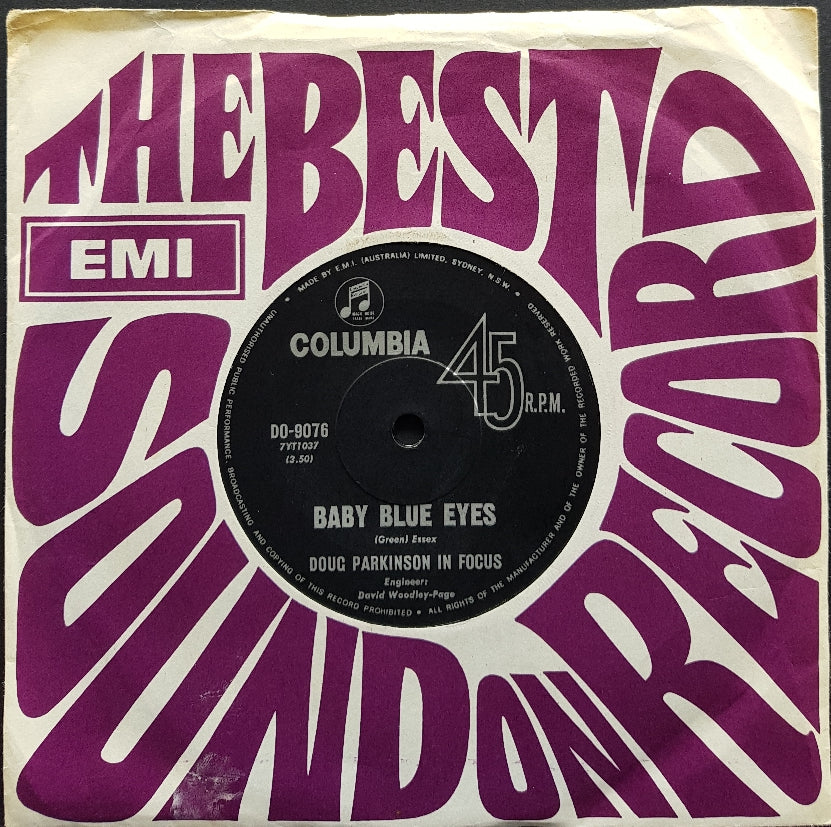 THE BEST
EMI
SOUND ON RECORD
MADE BY E.M.I. (AUSTRALIA) LIMITED, SYDNEY, N.S.W.
UNAUTHORISED PUBLIC PERFORMANCE, BROADCASTING AND COPYING OF THIS RECORD PROHIBITED • ALL RIGHTS OF THE MANUFACTURER AND OF THE OWNER OF THE RECORDED WORK RESERVED
COLUMBIA
45 R.P.M.
DO-9076
7YT1037
(3.50)
BABY BLUE EYES
(Green) Essex
DOUG PARKINSON IN FOCUS
Engineer:
David Woodley-Page